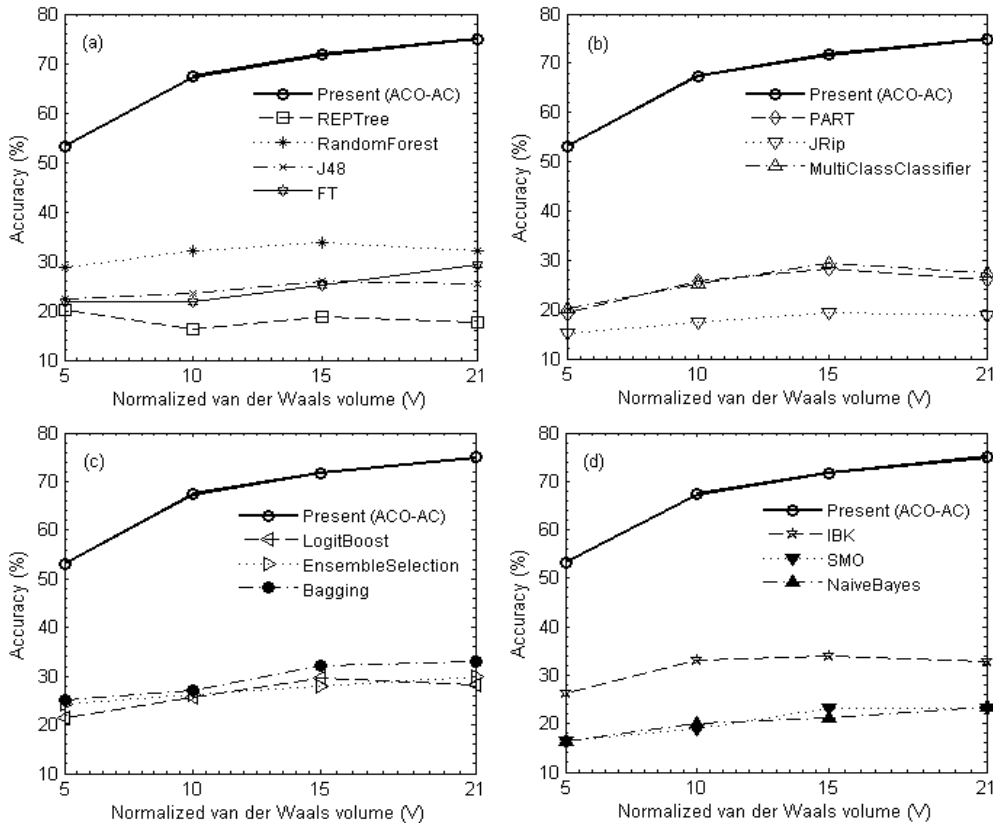 80
70
60
50
40
30
20
10
Accuracy (%)
(a)
Present (ACO-AC)
REPTree
RandomForest
J48
FT
5 10 15 21
Normalized van der Waals volume (V)
80
70
60
50
40
30
20
10
Accuracy (%)
(b)
Present (ACO-AC)
PART
JRip
MultiClassClassifier
5 10 15 21
Normalized van der Waals volume (V)
80
70
60
50
40
30
20
10
Accuracy (%)
(c)
Present (ACO-AC)
LogitBoost
EnsembleSelection
Bagging
5 10 15 21
Normalized van der Waals volume (V)
80
70
60
50
40
30
20
10
Accuracy (%)
(d)
Present (ACO-AC)
IBK
SMO
NaiveBayes
5 10 15 21
Normalized van der Waals volume (V)